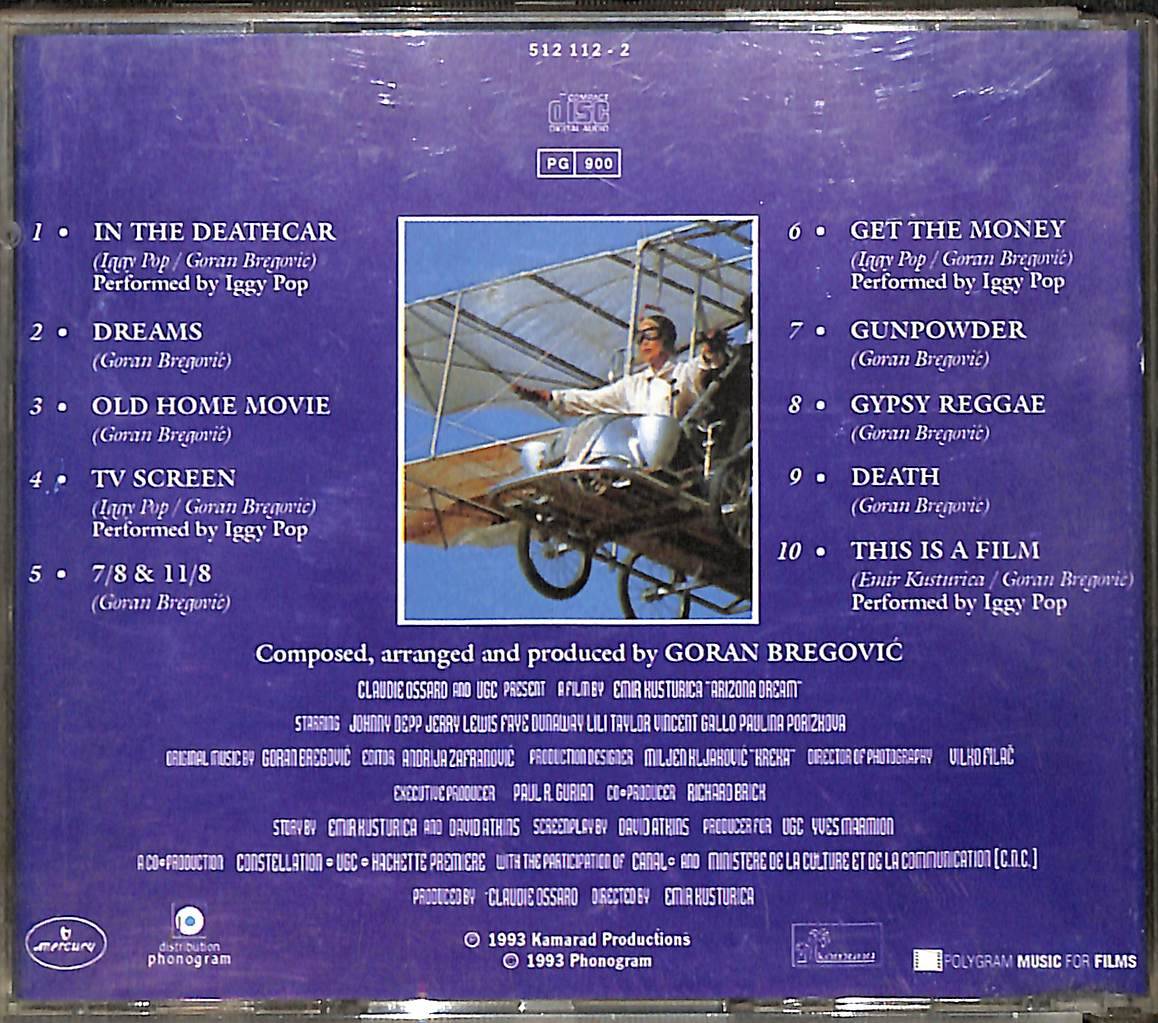 512 112 - 2
COMPACT
disc
DIGITAL AUDIO
PG 900
1 • IN THE DEATHCAR
(Iggy Pop / Goran Bregović)
Performed by Iggy Pop
2 • DREAMS
(Goran Bregović)
3 • OLD HOME MOVIE
(Goran Bregović)
4 • TV SCREEN
(Iggy Pop / Goran Bregović)
Performed by Iggy Pop
5 • 7/8 & 11/8
(Goran Bregović)
6 • GET THE MONEY
(Iggy Pop / Goran Bregović)
Performed by Iggy Pop
7 • GUNPOWDER
(Goran Bregović)
8 • GYPSY REGGAE
(Goran Bregović)
9 • DEATH
(Goran Bregović)
10 • THIS IS A FILM
(Emir Kusturica / Goran Bregović)
Performed by Iggy Pop
Composed, arranged and produced by GORAN BREGOVIĆ
CLAUDIE OSSARD AND UGC PRESENT A FILM BY EMIR KUSTURICA "ARIZONA DREAM"
STARRING JOHNNY DEPP JERRY LEWIS FAYE DUNAWAY LILI TAYLOR VINCENT GALLO PAULINA PORIZKOVA
ORIGINAL MUSIC BY GORAN BREGOVIĆ EDITOR ANDRIJA ZAFRANOVIĆ PRODUCTION DESIGNER MILJEN KLJAKOVIĆ "KREKA" DIRECTOR OF PHOTOGRAPHY VILKO FILAČ
EXECUTIVE PRODUCER PAUL R. GURIAN CO•PRODUCER RICHARD BRICK
STORY BY EMIR KUSTURICA AND DAVID ATKINS SCREENPLAY BY DAVID ATKINS PRODUCER FOR UGC YVES MARMION
A CO•PRODUCTION CONSTELLATION • UGC • HACHETTE PREMIERE WITH THE PARTICIPATION OF CANAL+ AND MINISTERE DE LA CULTURE ET DE LA COMMUNICATION (C.N.C.)
PRODUCED BY CLAUDIE OSSARD DIRECTED BY EMIR KUSTURICA
mercury
distribution
phonogram
℗ 1993 Kamarad Productions
© 1993 Phonogram
Kamarad
POLYGRAM MUSIC FOR FILMS